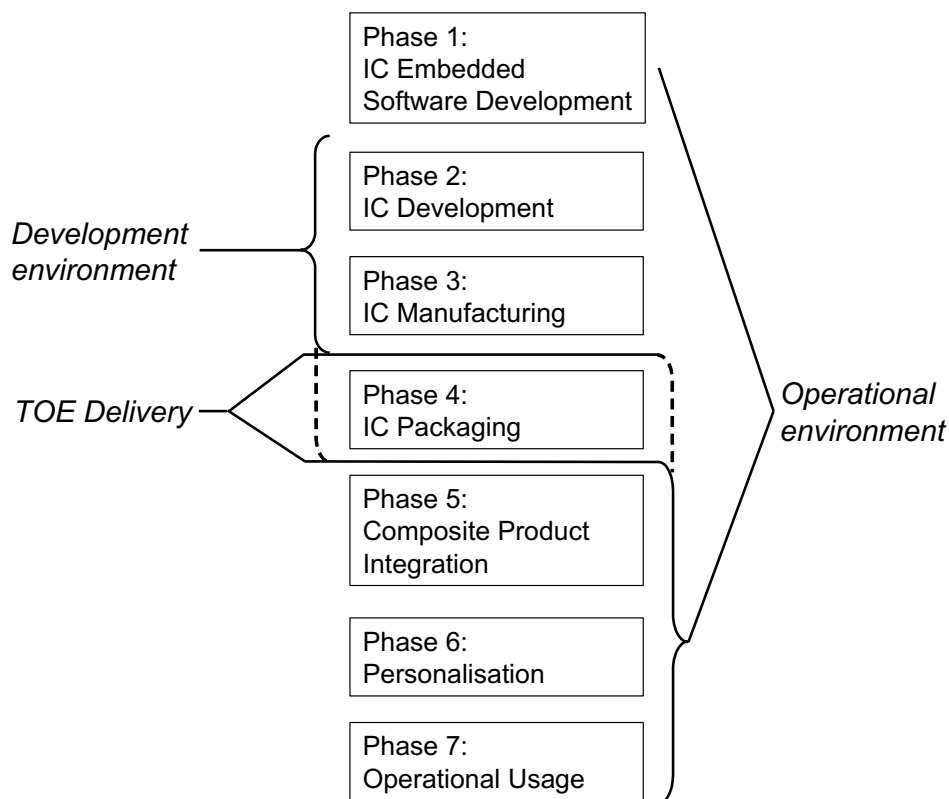 Phase 1:
IC Embedded
Software Development
Phase 2:
IC Development
Development
environment
Phase 3:
IC Manufacturing
TOE Delivery
Phase 4:
IC Packaging
Operational
environment
Phase 5:
Composite Product
Integration
Phase 6:
Personalisation
Phase 7:
Operational Usage